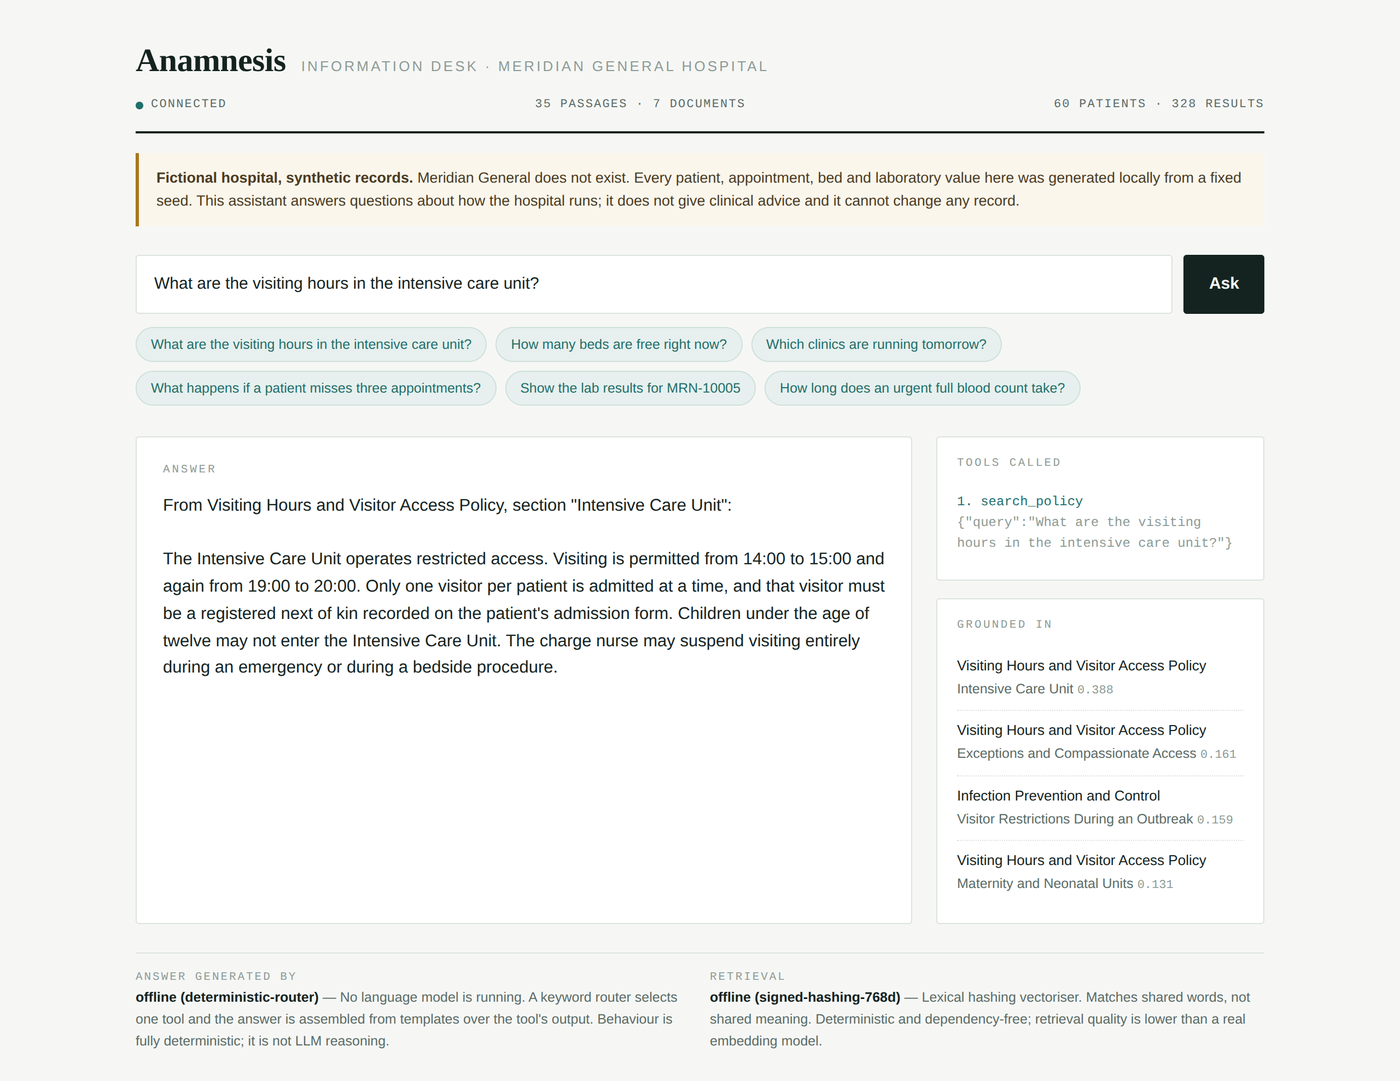 Anamnesis INFORMATION DESK · MERIDIAN GENERAL HOSPITAL
CONNECTED
35 PASSAGES · 7 DOCUMENTS
60 PATIENTS · 328 RESULTS
Fictional hospital, synthetic records. Meridian General does not exist. Every patient, appointment, bed and laboratory value here was generated locally from a fixed
seed. This assistant answers questions about how the hospital runs; it does not give clinical advice and it cannot change any record.
What are the visiting hours in the intensive care unit?
Ask
What are the visiting hours in the intensive care unit?
How many beds are free right now?
Which clinics are running tomorrow?
What happens if a patient misses three appointments?
Show the lab results for MRN-10005
How long does an urgent full blood count take?
ANSWER
From Visiting Hours and Visitor Access Policy, section "Intensive Care Unit":
The Intensive Care Unit operates restricted access. Visiting is permitted from 14:00 to 15:00 and
again from 19:00 to 20:00. Only one visitor per patient is admitted at a time, and that visitor must
be a registered next of kin recorded on the patient's admission form. Children under the age of
twelve may not enter the Intensive Care Unit. The charge nurse may suspend visiting entirely
during an emergency or during a bedside procedure.
TOOLS CALLED
1. search_policy
{"query":"What are the visiting
hours in the intensive care unit?"}
GROUNDED IN
Visiting Hours and Visitor Access Policy
Intensive Care Unit 0.388
Visiting Hours and Visitor Access Policy
Exceptions and Compassionate Access 0.161
Infection Prevention and Control
Visitor Restrictions During an Outbreak 0.159
Visiting Hours and Visitor Access Policy
Maternity and Neonatal Units 0.131
ANSWER GENERATED BY
offline (deterministic-router) — No language model is running. A keyword router selects
one tool and the answer is assembled from templates over the tool's output. Behaviour is
fully deterministic; it is not LLM reasoning.
RETRIEVAL
offline (signed-hashing-768d) — Lexical hashing vectoriser. Matches shared words, not
shared meaning. Deterministic and dependency-free; retrieval quality is lower than a real
embedding model.